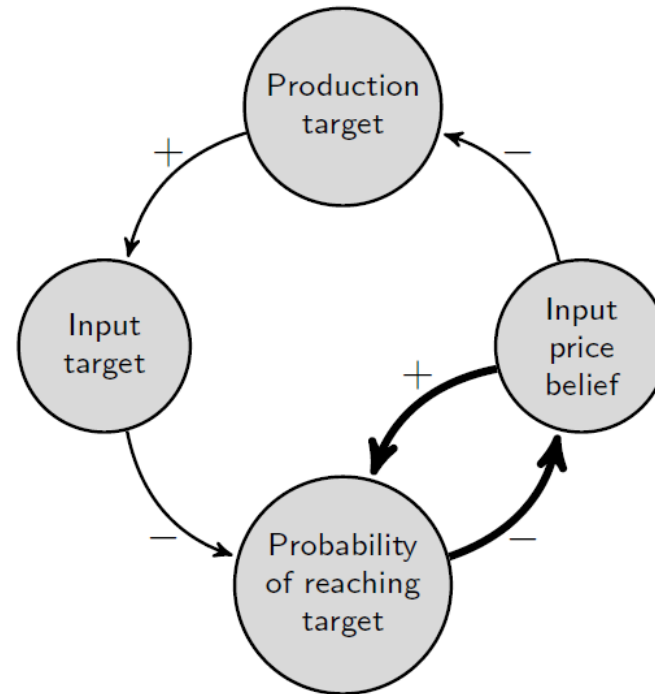 Production
target
+
−
Input
target
Input
price
belief
+
−
−
Probability
of reaching
target